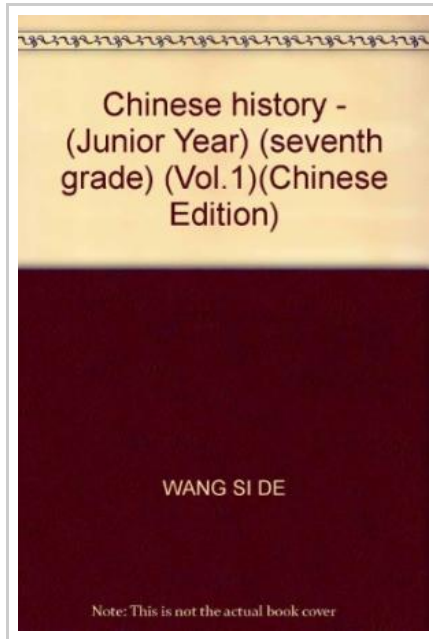 Chinese history -
(Junior Year) (seventh
grade) (Vol.1)(Chinese
Edition)
WANG SI DE
Note: This is not the actual book cover